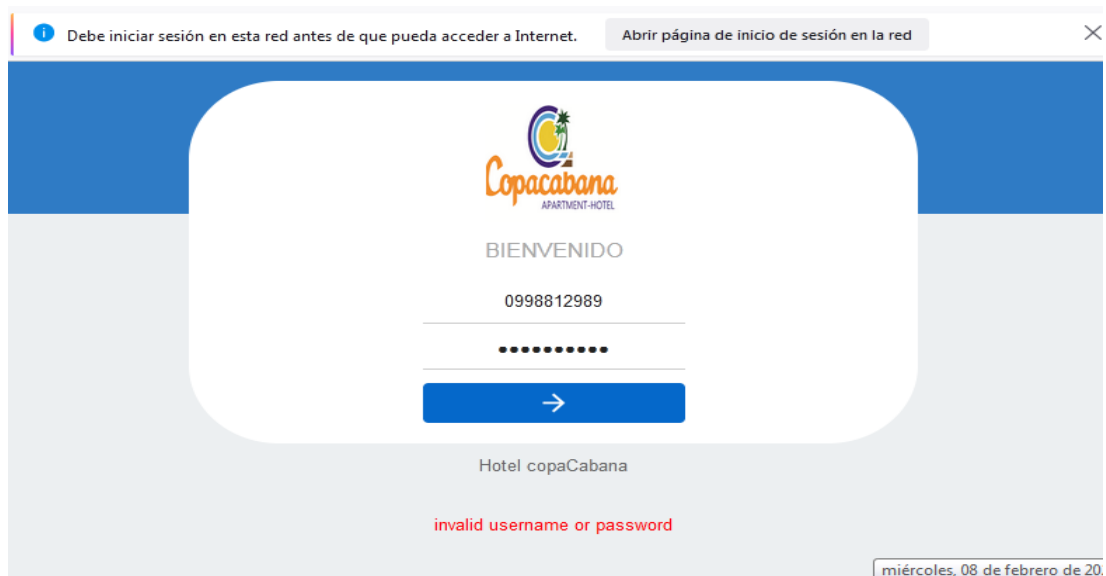 Debe iniciar sesión en esta red antes de que pueda acceder a Internet. Abrir página de inicio de sesión en la red
Copacabana
APARTMENT-HOTEL
BIENVENIDO
0998812989
Hotel copaCabana
invalid username or password
miércoles, 08 de febrero de 20